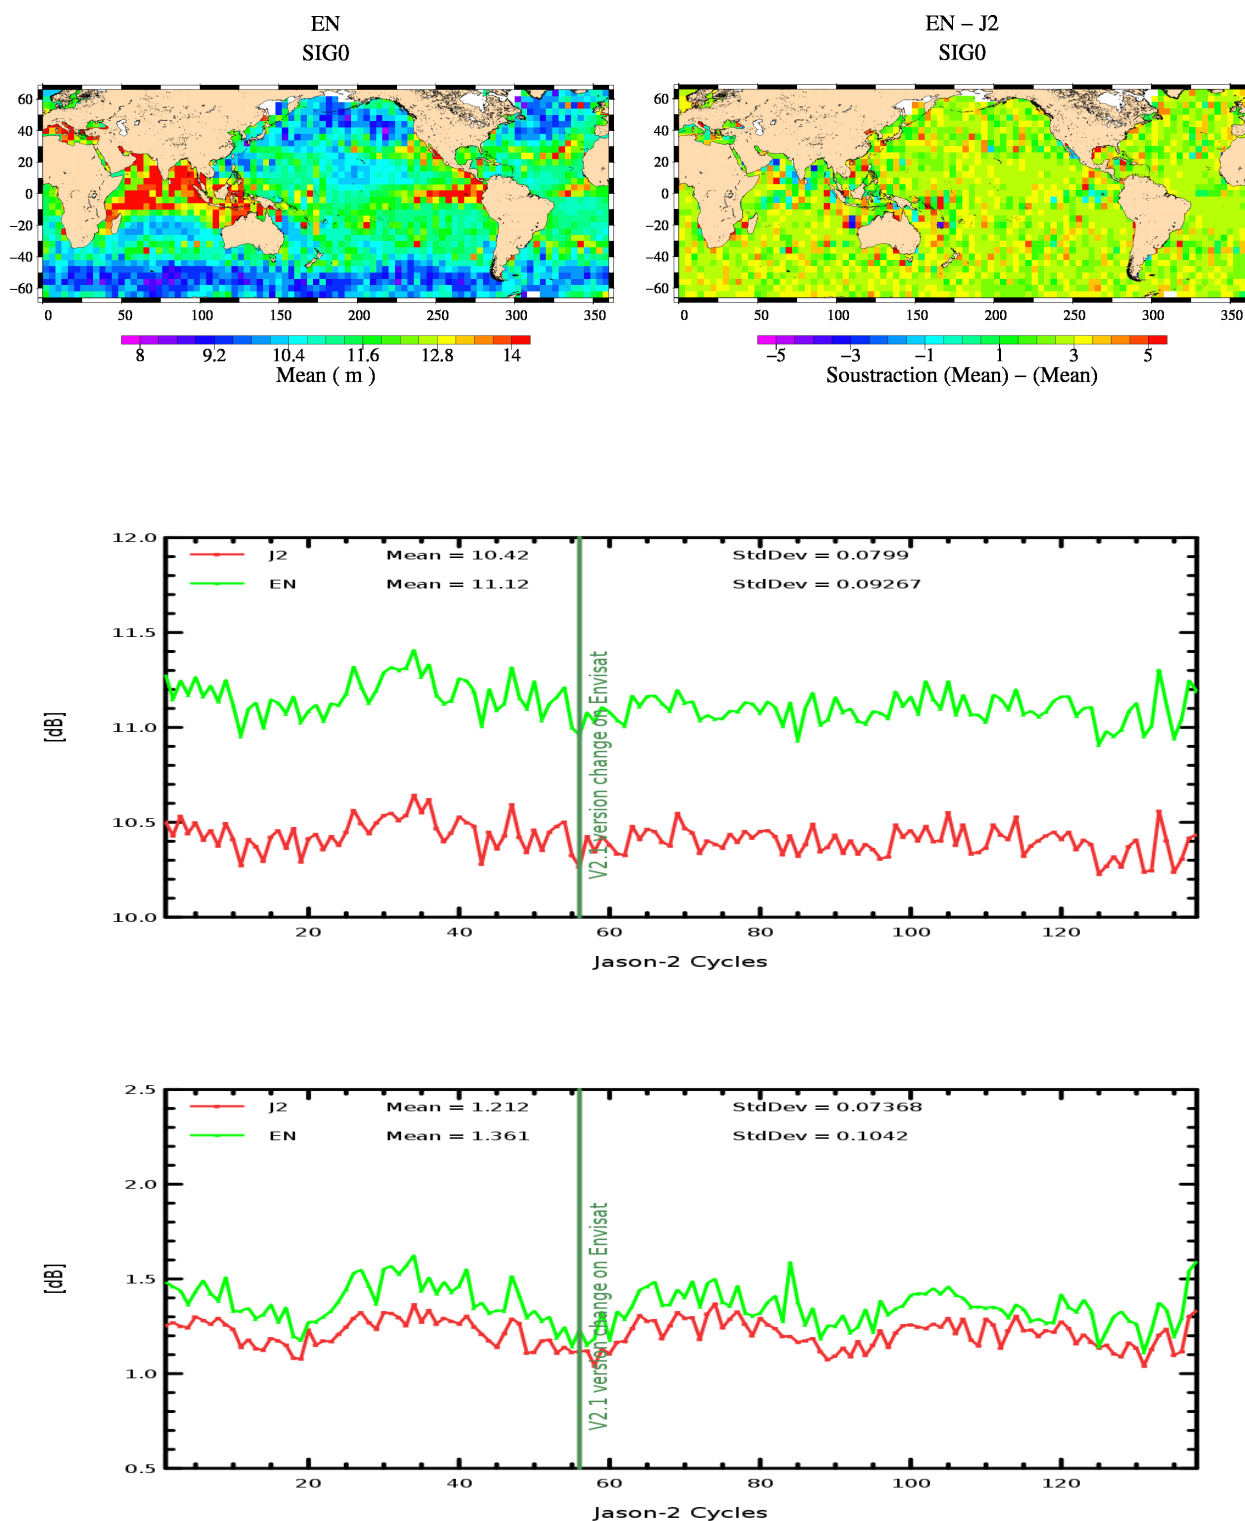 EN
SIG0
60
40
20
0
−20
−40
−60
0 50 100 150 200 250 300 350
8 9.2 10.4 11.6 12.8 14
Mean ( m )
EN − J2
SIG0
60
40
20
0
−20
−40
−60
0 50 100 150 200 250 300 350
−5 −3 −1 1 3 5
Soustraction (Mean) − (Mean)
12.0
11.5
11.0
10.5
10.0
[dB]
J2 Mean = 10.42 StdDev = 0.0799
EN Mean = 11.12 StdDev = 0.09267
V2.1 version change on Envisat
20 40 60 80 100 120
Jason-2 Cycles
2.5
2.0
1.5
1.0
0.5
[dB]
J2 Mean = 1.212 StdDev = 0.07368
EN Mean = 1.361 StdDev = 0.1042
V2.1 version change on Envisat
20 40 60 80 100 120
Jason-2 Cycles